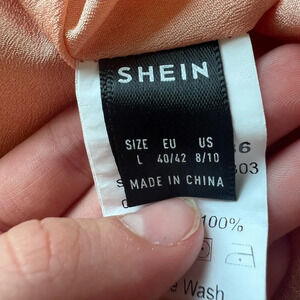 SHEIN
SIZE EU US
L 40/42 8/10
MADE IN CHINA
100%
Wash